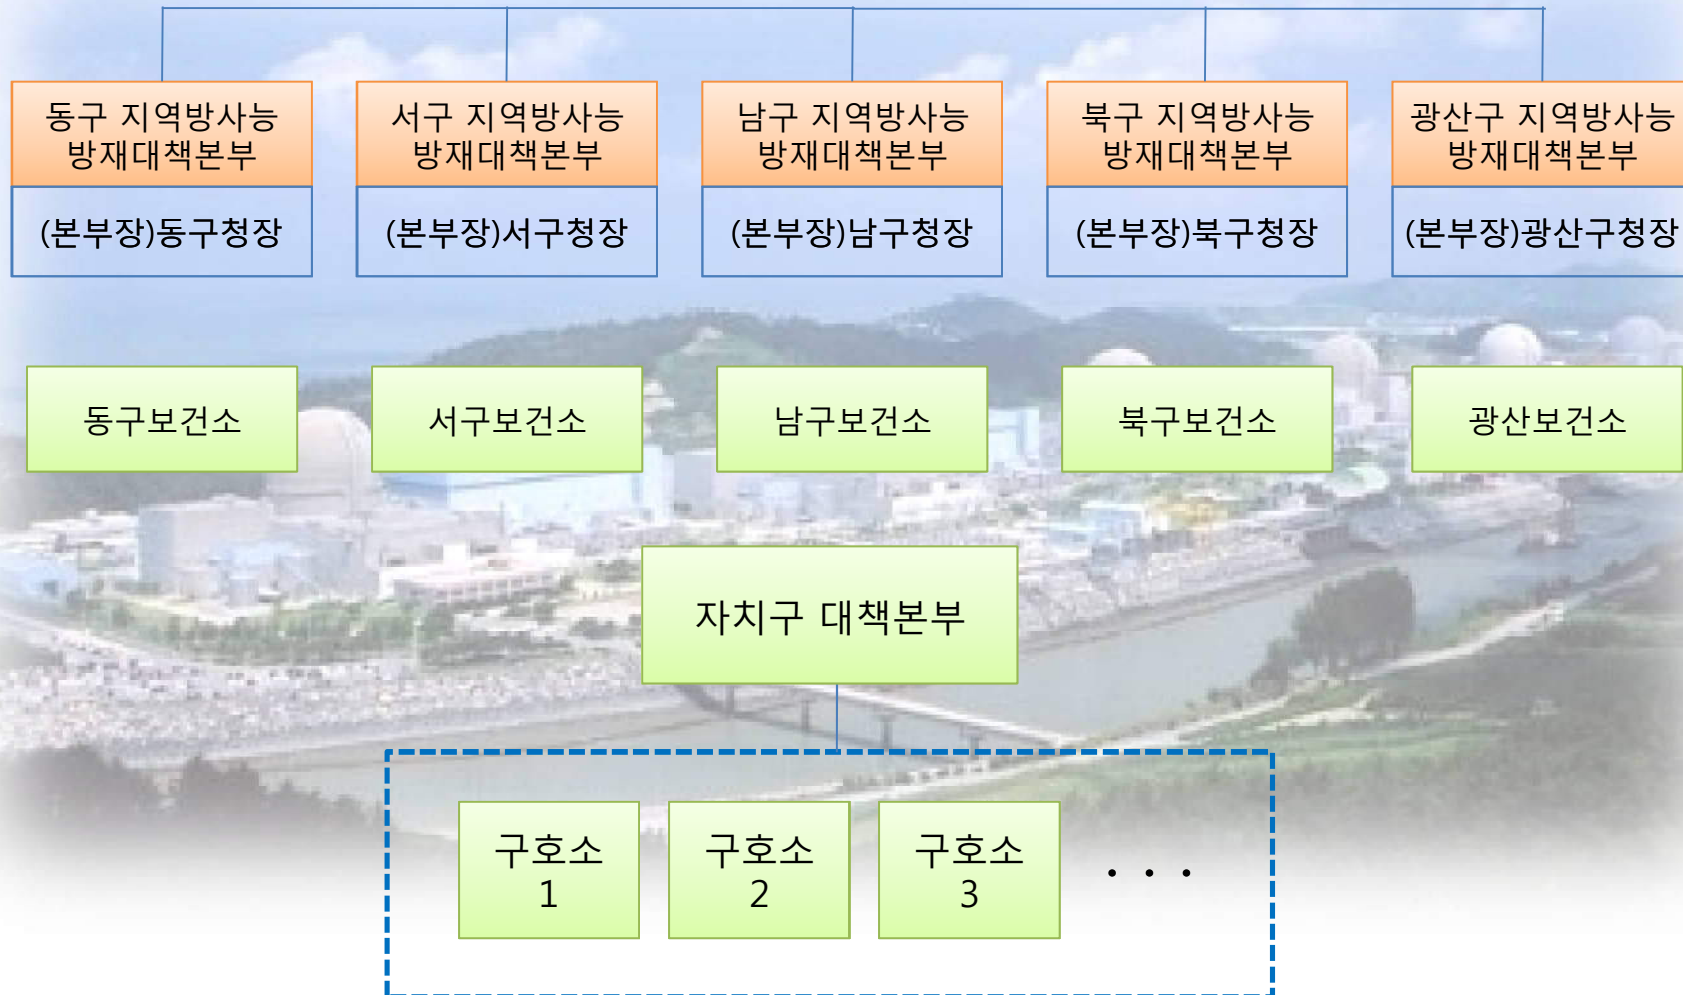 동구 지역방사능
방재대책본부
(본부장)동구청장
서구 지역방사능
방재대책본부
(본부장)서구청장
남구 지역방사능
방재대책본부
(본부장)남구청장
북구 지역방사능
방재대책본부
(본부장)북구청장
광산구 지역방사능
방재대책본부
(본부장)광산구청장
동구보건소
서구보건소
남구보건소
북구보건소
광산보건소
자치구 대책본부
구호소
1
구호소
2
구호소
3
. . .